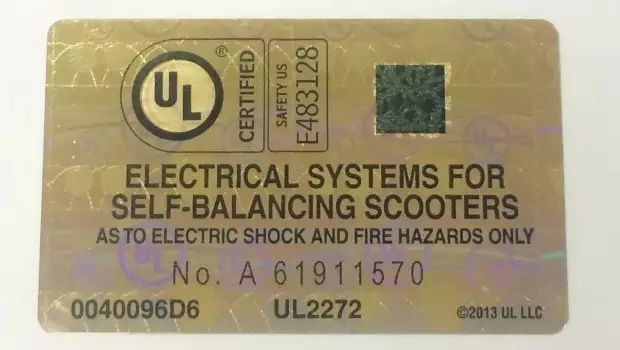 UL ®
CERTIFIED
SAFETY US
E483128
ELECTRICAL SYSTEMS FOR
SELF-BALANCING SCOOTERS
AS TO ELECTRIC SHOCK AND FIRE HAZARDS ONLY
No. A 61911570
0040096D6 UL2272 ©2013 UL LLC